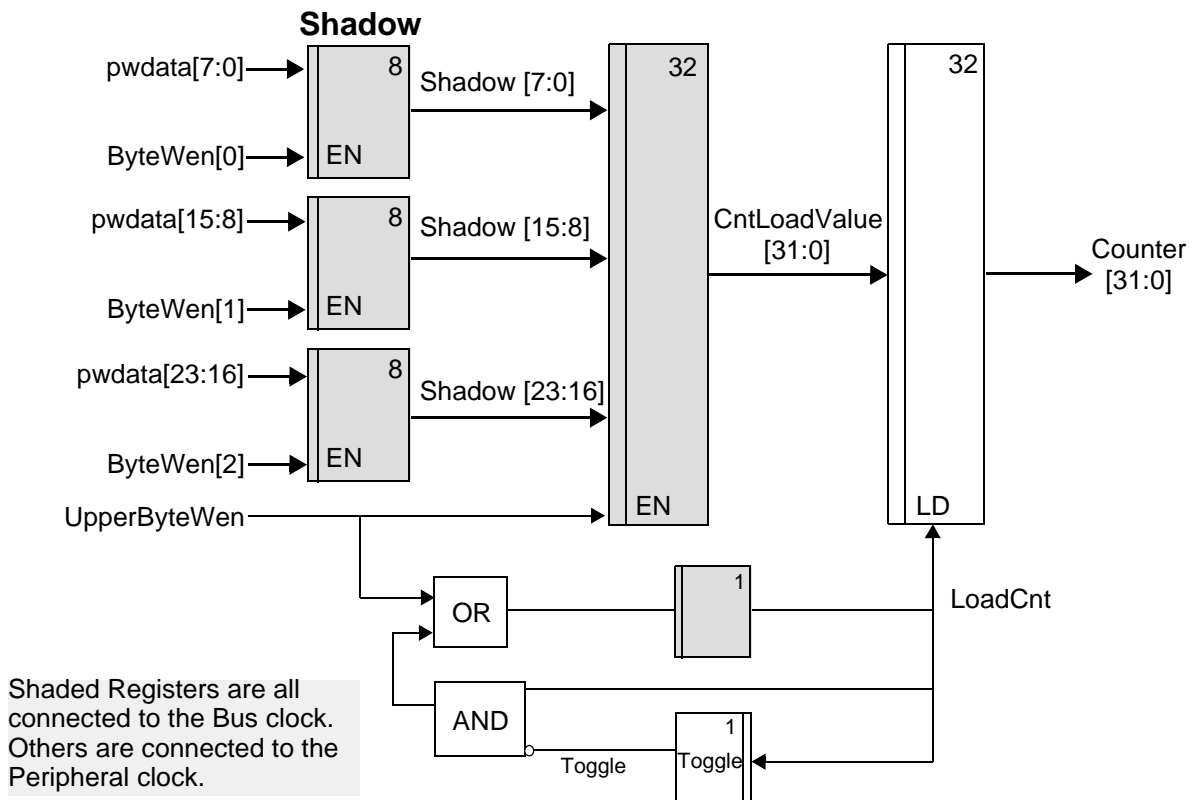 Shadow
pwdata[7:0]
8
Shadow [7:0]
ByteWen[0]
EN
pwdata[15:8]
8
Shadow [15:8]
ByteWen[1]
EN
pwdata[23:16]
8
Shadow [23:16]
ByteWen[2]
EN
UpperByteWen
32
EN
CntLoadValue
[31:0]
32
LD
Counter
[31:0]
OR
1
LoadCnt
AND
Toggle
1
Toggle
Shaded Registers are all
connected to the Bus clock.
Others are connected to the
Peripheral clock.